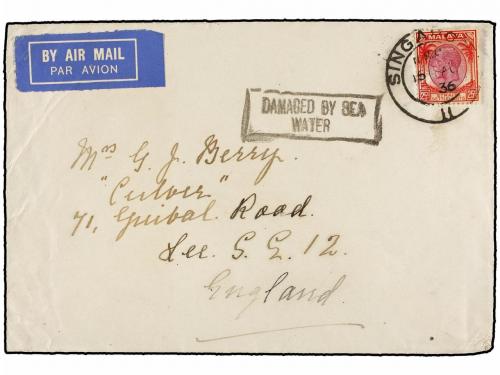 BY AIR MAIL
PAR AVION
MALAYA
SINGA
36
DAMAGED BY SEA
WATER
Mrs G. J. Berry.
"Culver"
71, Guibal Road.
Lee S. E. 12.
England.